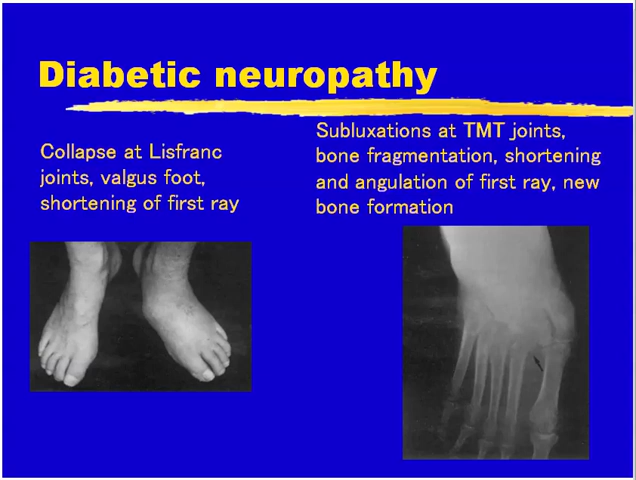 Diabetic neuropathy
Collapse at Lisfranc
joints, valgus foot,
shortening of first ray
Subluxations at TMT joints,
bone fragmentation, shortening
and angulation of first ray, new
bone formation